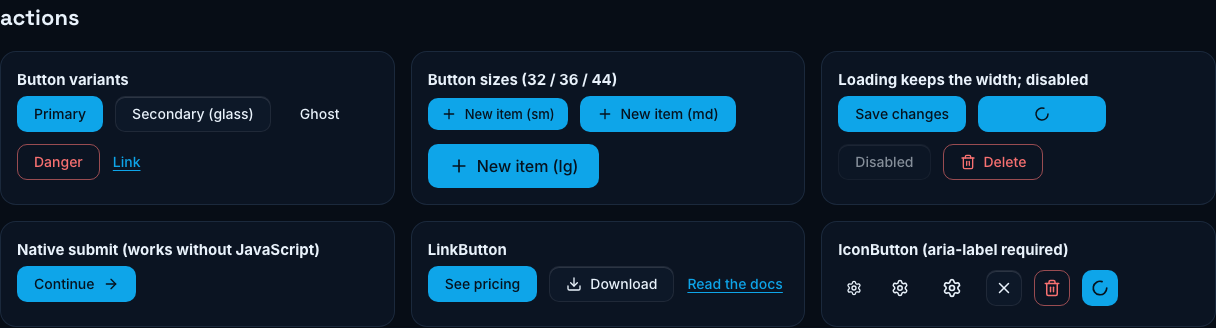 actions
Button variants
Primary
Secondary (glass)
Ghost
Danger
Link
Button sizes (32 / 36 / 44)
New item (sm)
New item (md)
New item (lg)
Loading keeps the width; disabled
Save changes
Disabled
Delete
Native submit (works without JavaScript)
Continue
LinkButton
See pricing
Download
Read the docs
IconButton (aria-label required)